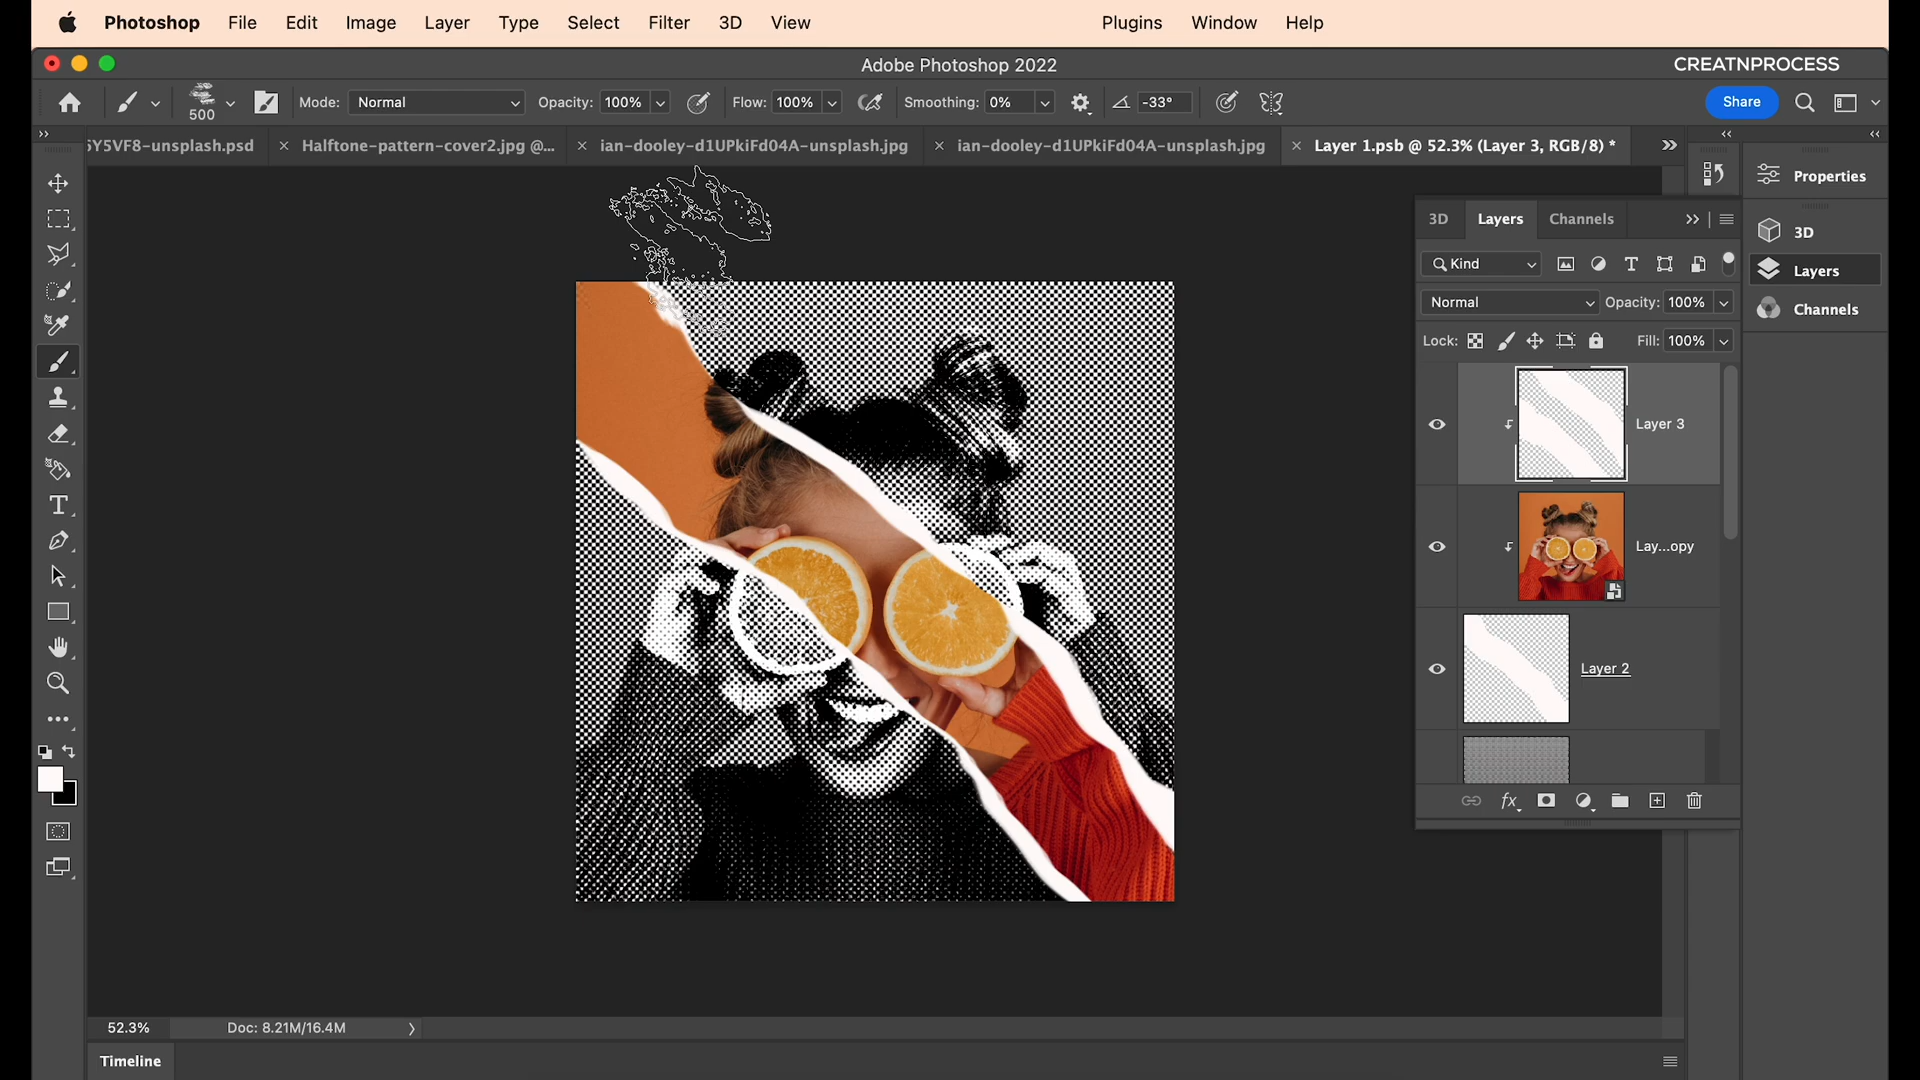 Photoshop File Edit Image Layer Type Select Filter 3D View Plugins Window Help
Adobe Photoshop 2022
CREATNPROCESS
500
Mode: Normal Opacity: 100% Flow: 100% Smoothing: 0% -33° Share
6Y5VF8-unsplash.psd × Halftone-pattern-cover2.jpg @... × ian-dooley-d1UPkiFd04A-unsplash.jpg × ian-dooley-d1UPkiFd04A-unsplash.jpg × Layer 1.psb @ 52.3% (Layer 3, RGB/8) *
Properties
3D
Layers
Channels
3D Layers Channels
Kind
Normal Opacity: 100%
Lock: Fill: 100%
Layer 3
Lay...opy
Layer 2
fx
52.3% Doc: 8.21M/16.4M
Timeline